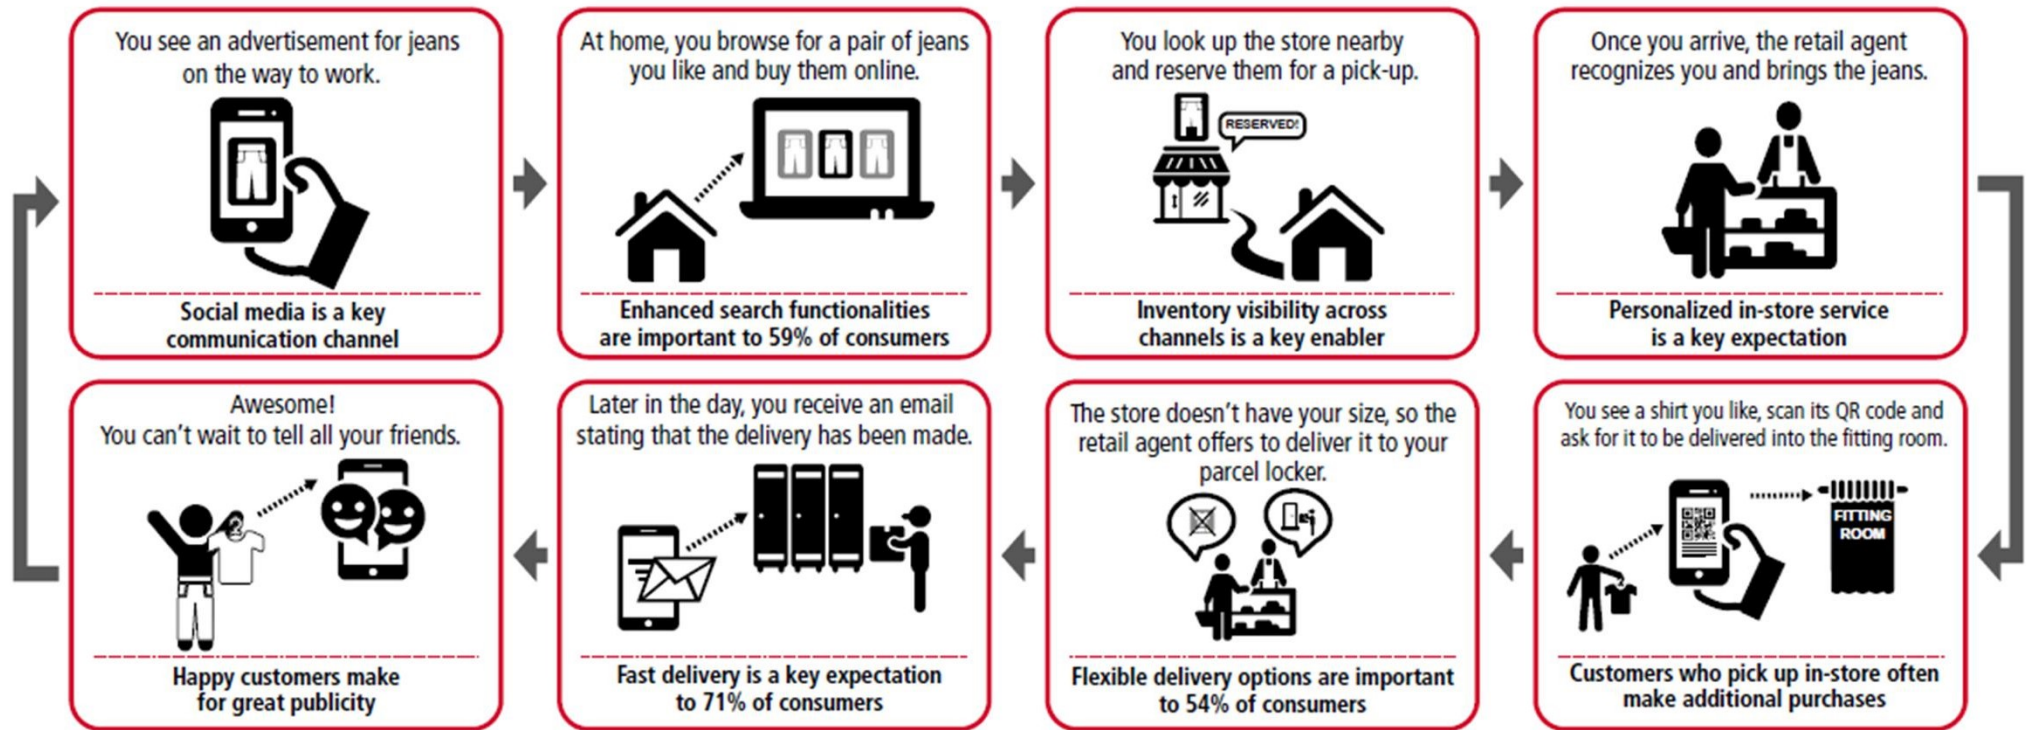 You see an advertisement for jeans
on the way to work.
Social media is a key
communication channel
At home, you browse for a pair of jeans
you like and buy them online.
Enhanced search functionalities
are important to 59% of consumers
You look up the store nearby
and reserve them for a pick-up.
RESERVED!
Inventory visibility across
channels is a key enabler
Once you arrive, the retail agent
recognizes you and brings the jeans.
Personalized in-store service
is a key expectation
You see a shirt you like, scan its QR code and
ask for it to be delivered into the fitting room.
FITTING
ROOM
Customers who pick up in-store often
make additional purchases
The store doesn't have your size, so the
retail agent offers to deliver it to your
parcel locker.
Flexible delivery options are important
to 54% of consumers
Later in the day, you receive an email
stating that the delivery has been made.
Fast delivery is a key expectation
to 71% of consumers
Awesome!
You can't wait to tell all your friends.
Happy customers make
for great publicity